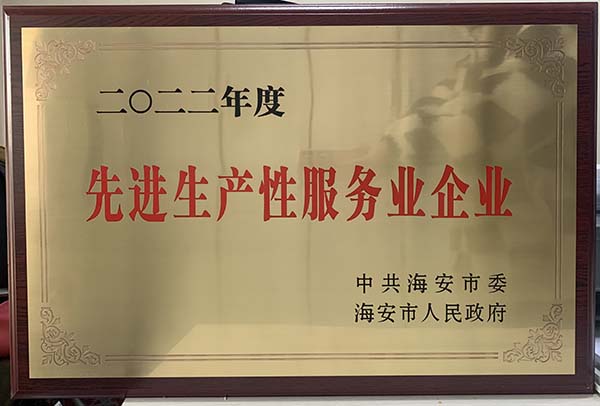 二〇二二年度
先进生产性服务业企业
中共海安市委
海安市人民政府